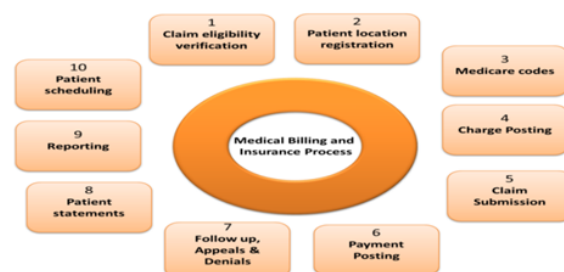 1
Claim eligibility
verification
2
Patient location
registration
3
Medicare codes
4
Charge Posting
5
Claim
Submission
6
Payment
Posting
7
Follow up,
Appeals &
Denials
8
Patient
statements
9
Reporting
10
Patient
scheduling
Medical Billing and
Insurance Process